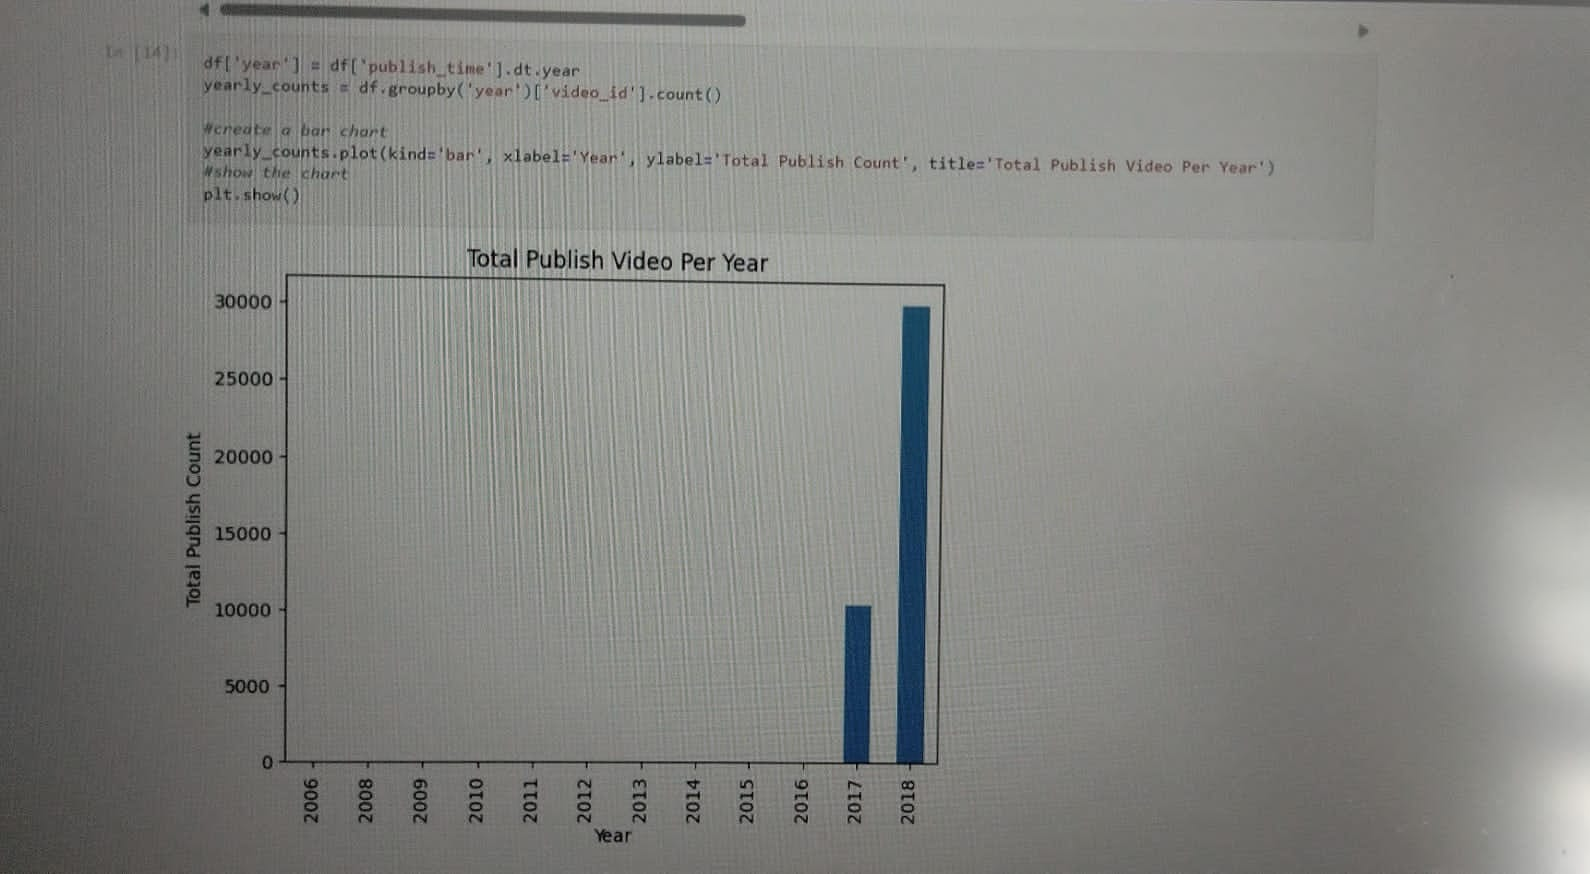 In [14]:
df['year'] = df['publish_time'].dt.year
yearly_counts = df.groupby('year')['video_id'].count()
#create a bar chart
yearly_counts.plot(kind='bar', xlabel='Year', ylabel='Total Publish Count', title='Total Publish Video Per Year')
#show the chart
plt.show()
Total Publish Video Per Year
30000
25000
20000
15000
10000
5000
0
Total Publish Count
2006 2008 2009 2010 2011 2012 2013 2014 2015 2016 2017 2018
Year